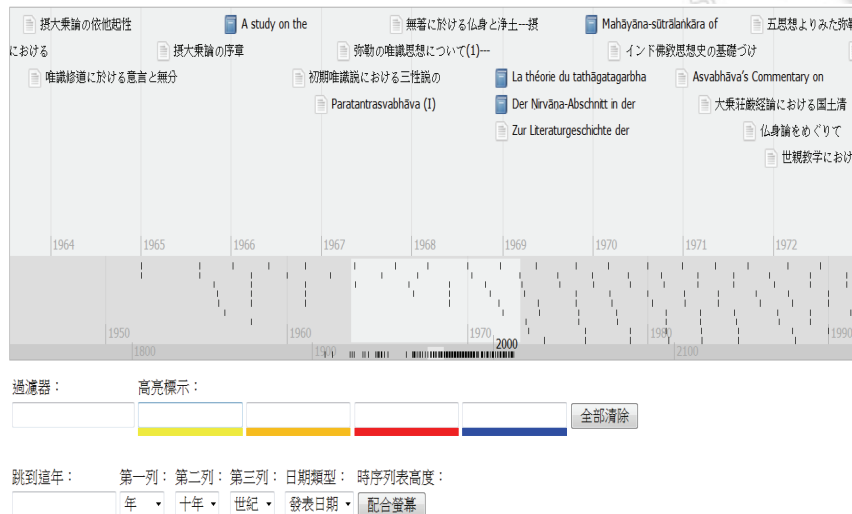 摂大乗論の依他起性 A study on the 無著に於ける仏身と浄土---摂 Mahāyāna-sūtrālaṅkāra of 五思想よりみた弥勒
における 摂大乗論の序章 弥勒の唯識思想について(1)--- インド佛教思想史の基礎づけ
唯識修道に於ける意言と無分 初期唯識説における三性説の La théorie du tathāgatagarbha Asvabhāva's Commentary on
Paratantrasvabhāva (I) Der Nirvāna-Abschnitt in der 大乗荘厳経論における国土清
Zur Literaturgeschichte der 仏身論をめぐりて
世親教学におけ
1964 1965 1966 1967 1968 1969 1970 1971 1972
1950 1960 1970 1980 1990
1800 1900 2000 2100
過濾器： 高亮標示：
全部清除
跳到這年： 第一列： 第二列： 第三列： 日期類型： 時序列表高度：
年 十年 世紀 發表日期 配合螢幕